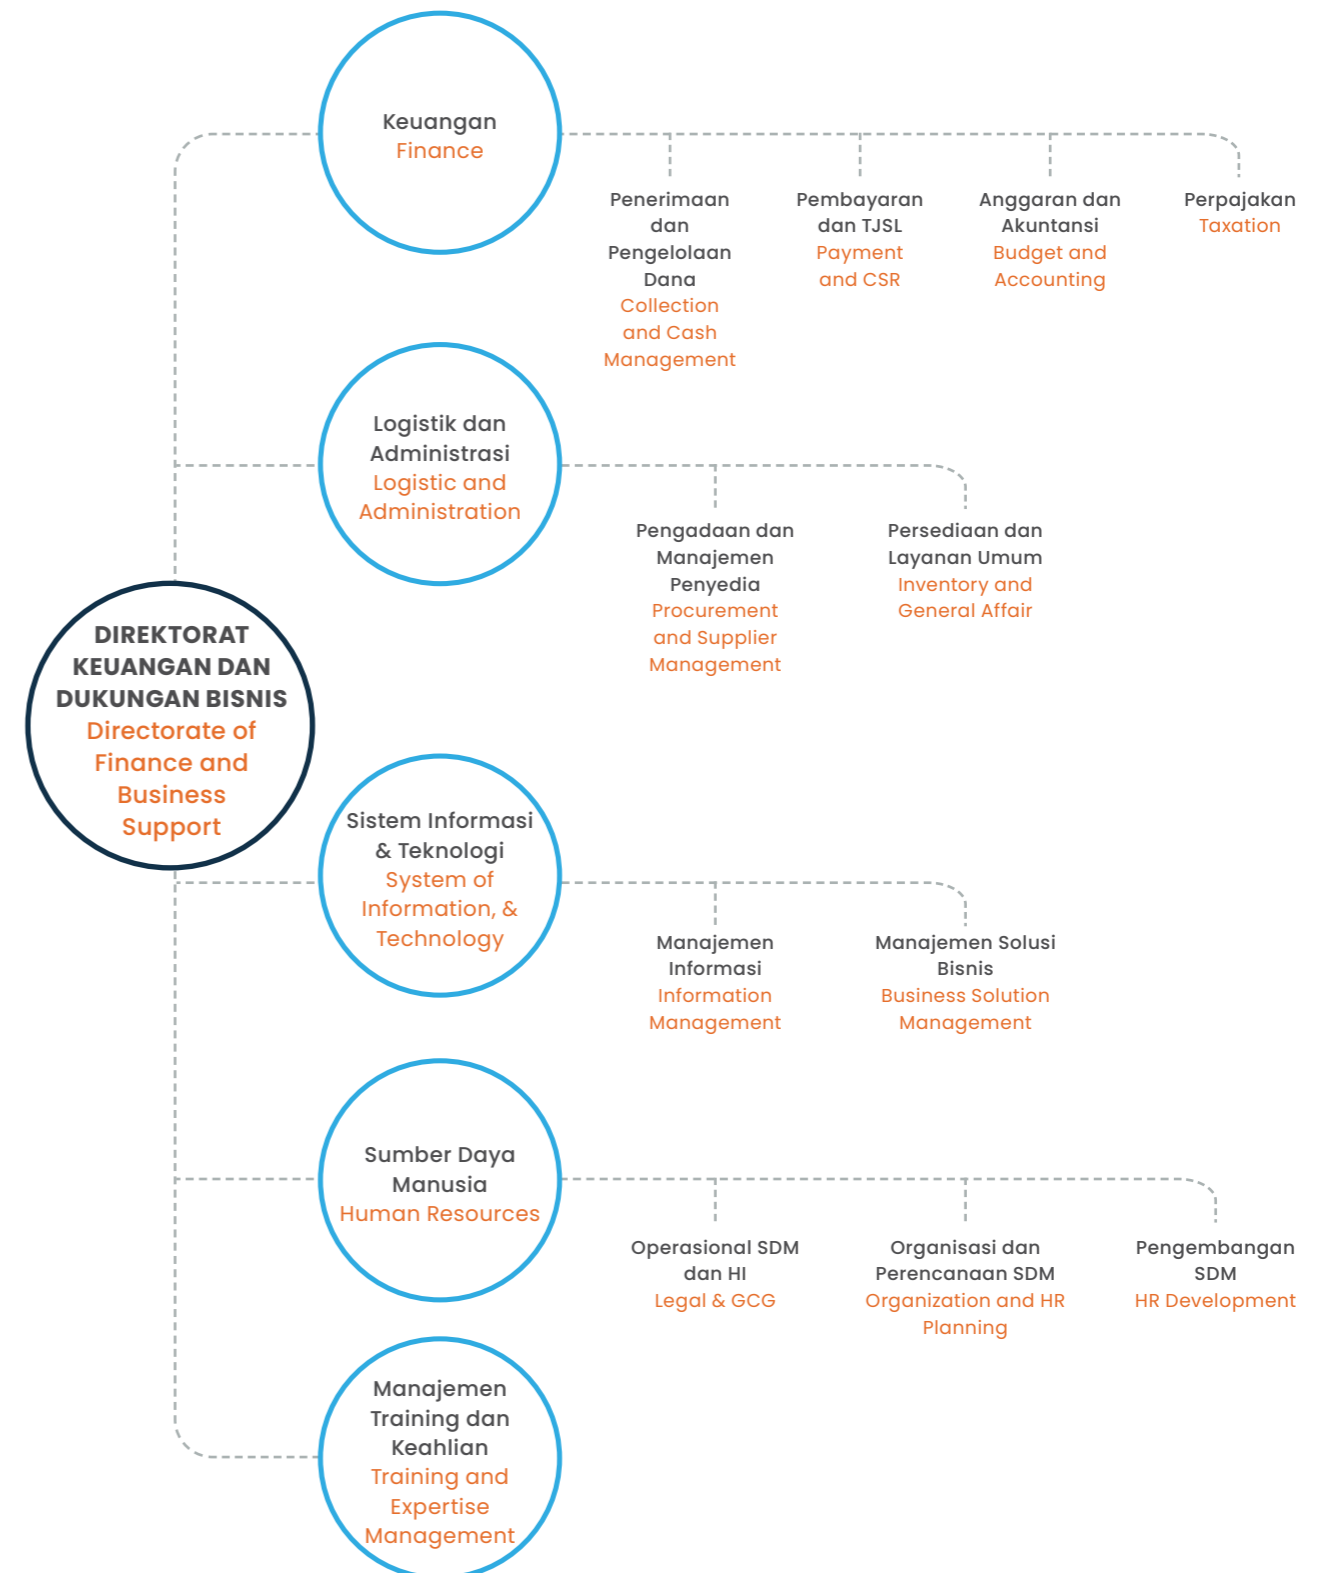 Keuangan
Finance
Penerimaan
dan
Pengelolaan
Dana
Collection
and Cash
Management
Pembayaran
dan TJSL
Payment
and CSR
Anggaran dan
Akuntansi
Budget and
Accounting
Perpajakan
Taxation
Logistik dan
Administrasi
Logistic and
Administration
Pengadaan dan
Manajemen
Penyedia
Procurement
and Supplier
Management
Persediaan dan
Layanan Umum
Inventory and
General Affair
DIREKTORAT
KEUANGAN DAN
DUKUNGAN BISNIS
Directorate of
Finance and
Business
Support
Sistem Informasi
& Teknologi
System of
Information, &
Technology
Manajemen
Informasi
Information
Management
Manajemen Solusi
Bisnis
Business Solution
Management
Sumber Daya
Manusia
Human Resources
Operasional SDM
dan HI
Legal & GCG
Organisasi dan
Perencanaan SDM
Organization and HR
Planning
Pengembangan
SDM
HR Development
Manajemen
Training dan
Keahlian
Training and
Expertise
Management